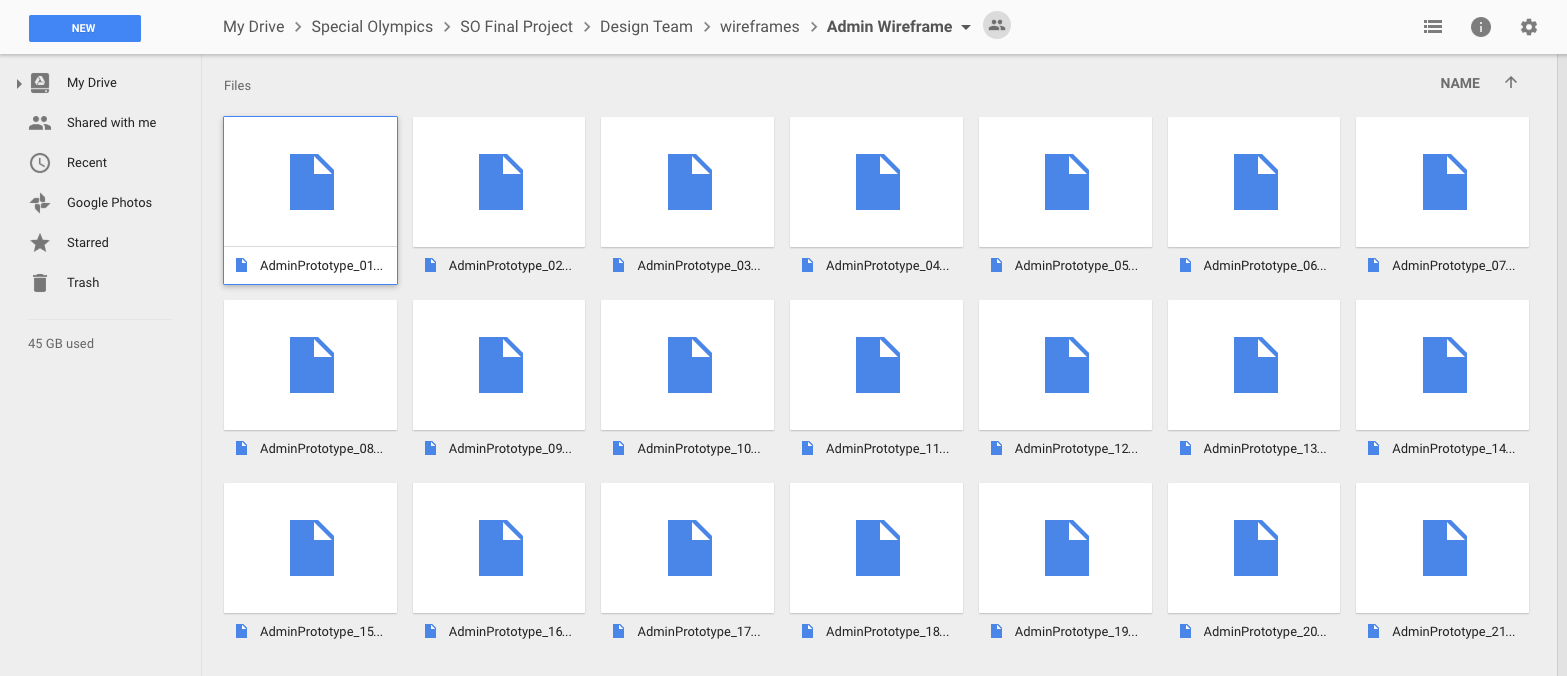 NEW
My Drive > Special Olympics > SO Final Project > Design Team > wireframes > Admin Wireframe
My Drive
Shared with me
Recent
Google Photos
Starred
Trash
45 GB used
Files
NAME
AdminPrototype_01...
AdminPrototype_02...
AdminPrototype_03...
AdminPrototype_04...
AdminPrototype_05...
AdminPrototype_06...
AdminPrototype_07...
AdminPrototype_08...
AdminPrototype_09...
AdminPrototype_10...
AdminPrototype_11...
AdminPrototype_12...
AdminPrototype_13...
AdminPrototype_14...
AdminPrototype_15...
AdminPrototype_16...
AdminPrototype_17...
AdminPrototype_18...
AdminPrototype_19...
AdminPrototype_20...
AdminPrototype_21...